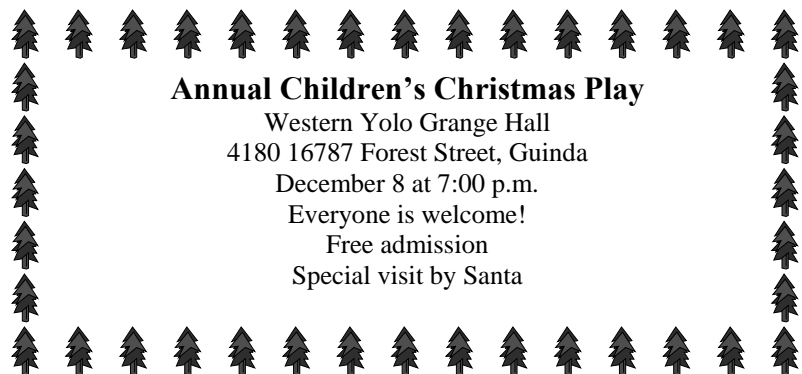 Annual Children’s Christmas Play
Western Yolo Grange Hall
4180 16787 Forest Street, Guinda
December 8 at 7:00 p.m.
Everyone is welcome!
Free admission
Special visit by Santa